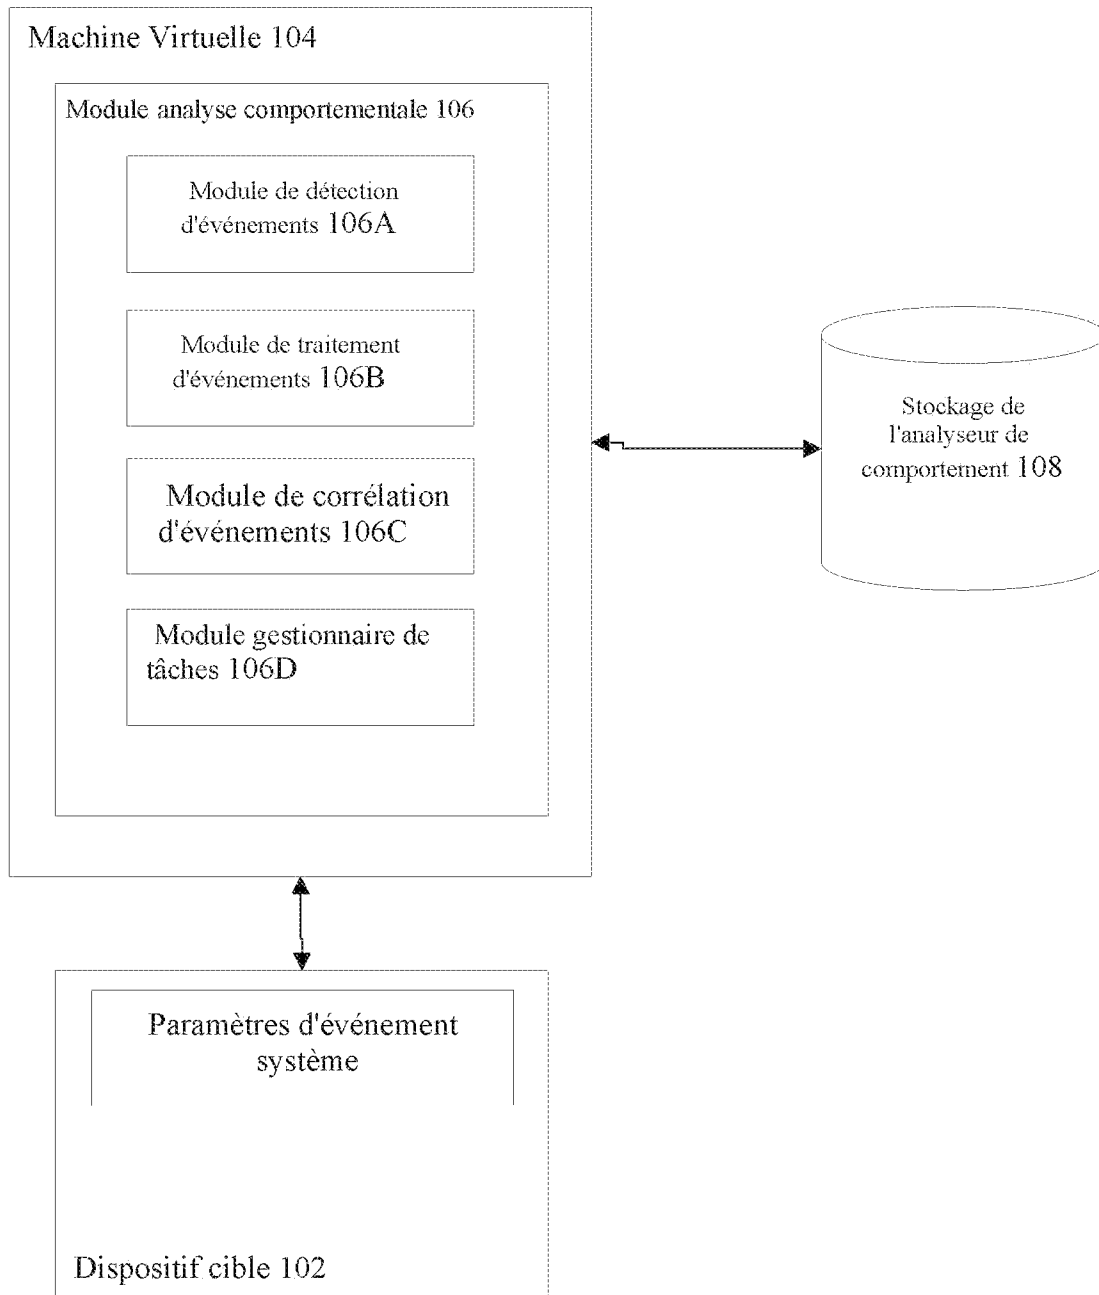 Machine Virtuelle 104
Module analyse comportementale 106
Module de détection
d'événements 106A
Module de traitement
d'événements 106B
Module de corrélation
d'événements 106C
Module gestionnaire de
tâches 106D
Stockage de
l'analyseur de
comportement 108
Paramètres d'événement
système
Dispositif cible 102